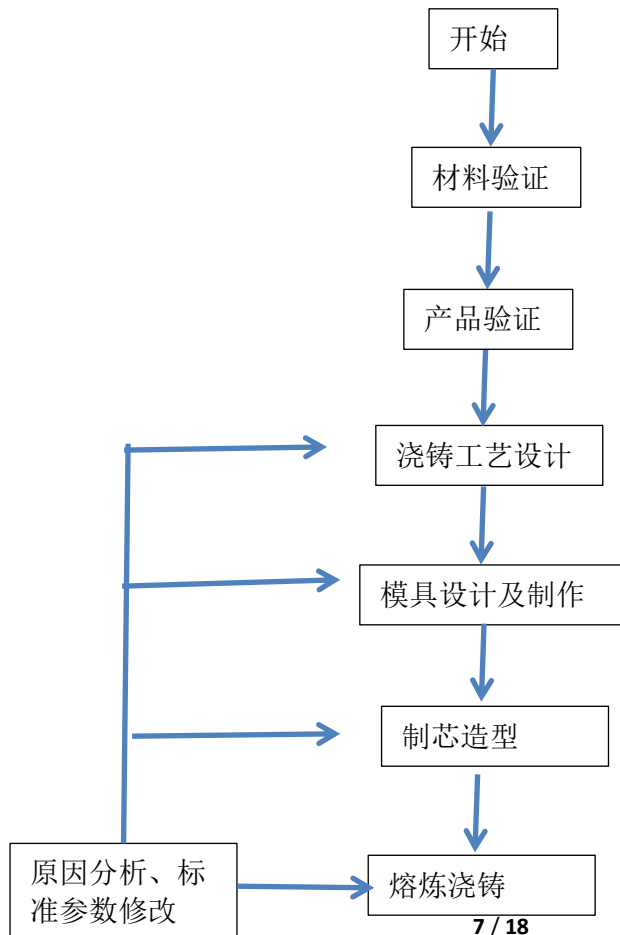 开始
材料验证
产品验证
浇铸工艺设计
模具设计及制作
制芯造型
原因分析、标
准参数修改
熔炼浇铸
7 / 18